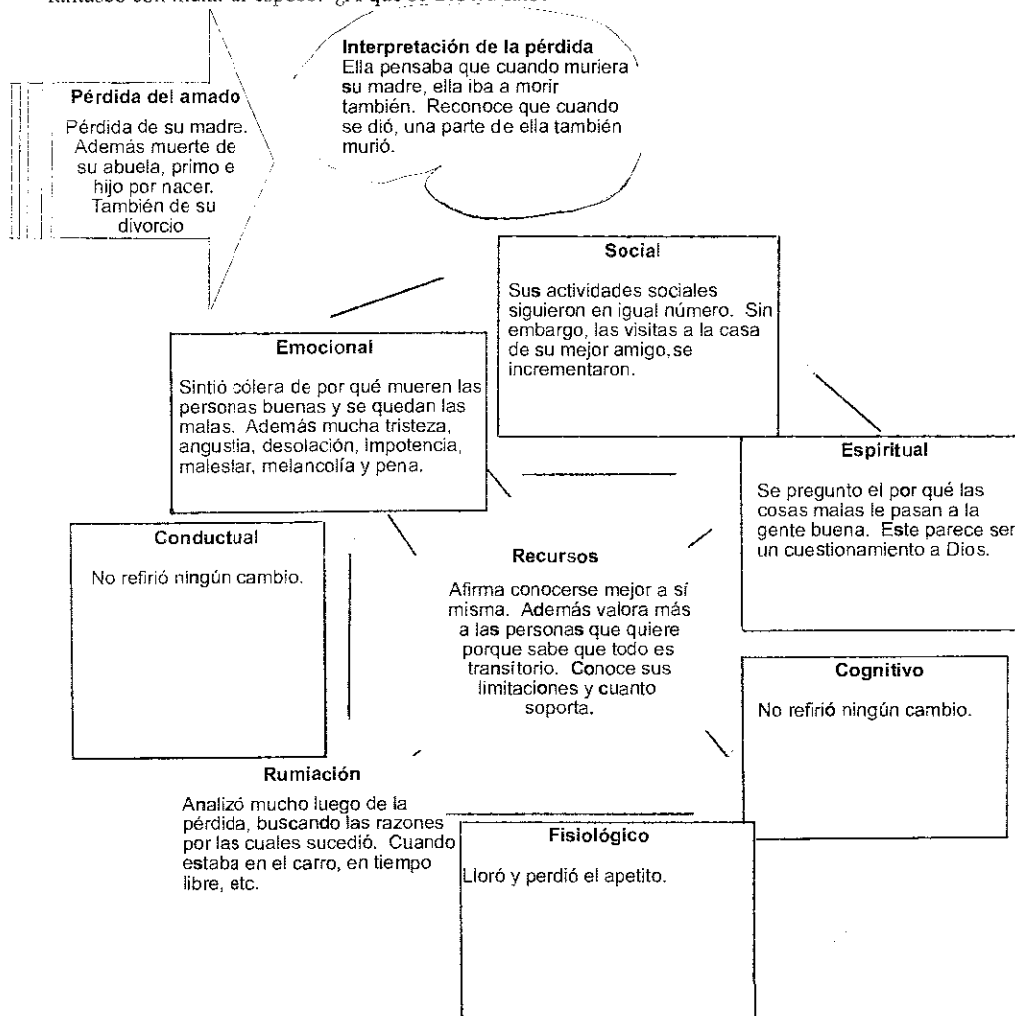 Interpretación de la pérdida
Ella pensaba que cuando muriera
su madre, ella iba a morir
también. Reconoce que cuando
se dió, una parte de ella también
murió.
Pérdida del amado
Pérdida de su madre.
Además muerte de
su abuela, primo e
hijo por nacer.
También de su
divorcio
Social
Sus actividades sociales
siguieron en igual número. Sin
embargo, las visitas a la casa
de su mejor amigo, se
incrementaron.
Emocional
Sintió cólera de por qué mueren las
personas buenas y se quedan las
malas. Además mucha tristeza,
angustia, desolación, impotencia,
malestar, melancolía y pena.
Espiritual
Se pregunto el por qué las
cosas malas le pasan a la
gente buena. Este parece ser
un cuestionamiento a Dios.
Conductual
No refirió ningún cambio.
Recursos
Afirma conocerse mejor a sí
misma. Además valora más
a las personas que quiere
porque sabe que todo es
transitorio. Conoce sus
limitaciones y cuanto
soporta.
Cognitivo
No refirió ningún cambio.
Rumiación
Analizó mucho luego de la
pérdida, buscando las razones
por las cuales sucedió. Cuando
estaba en el carro, en tiempo
libre, etc.
Fisiológico
Lloró y perdió el apetito.